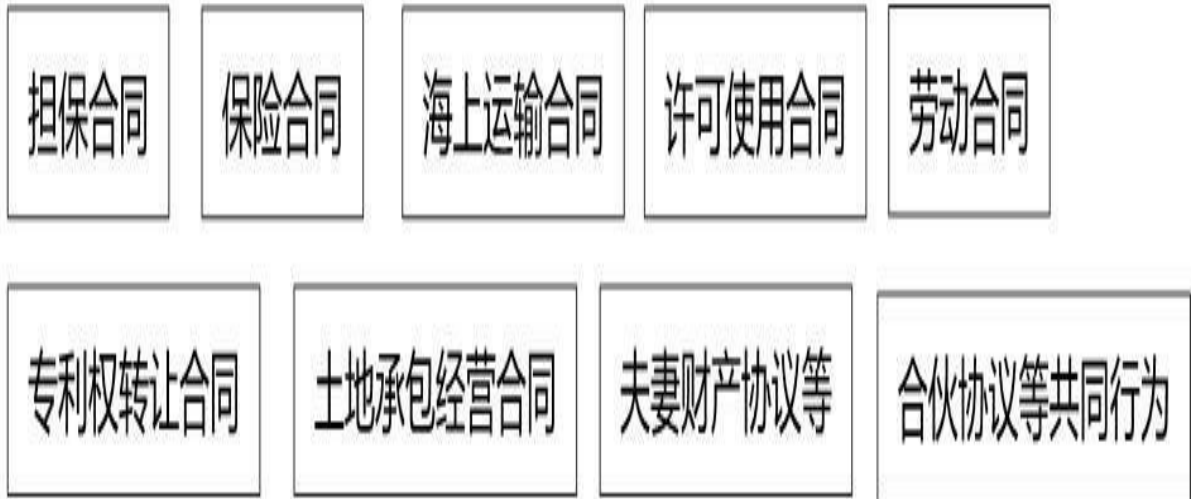 担保合同
保险合同
海上运输合同
许可使用合同
劳动合同
专利权转让合同
土地承包经营合同
夫妻财产协议等
合伙协议等共同行为